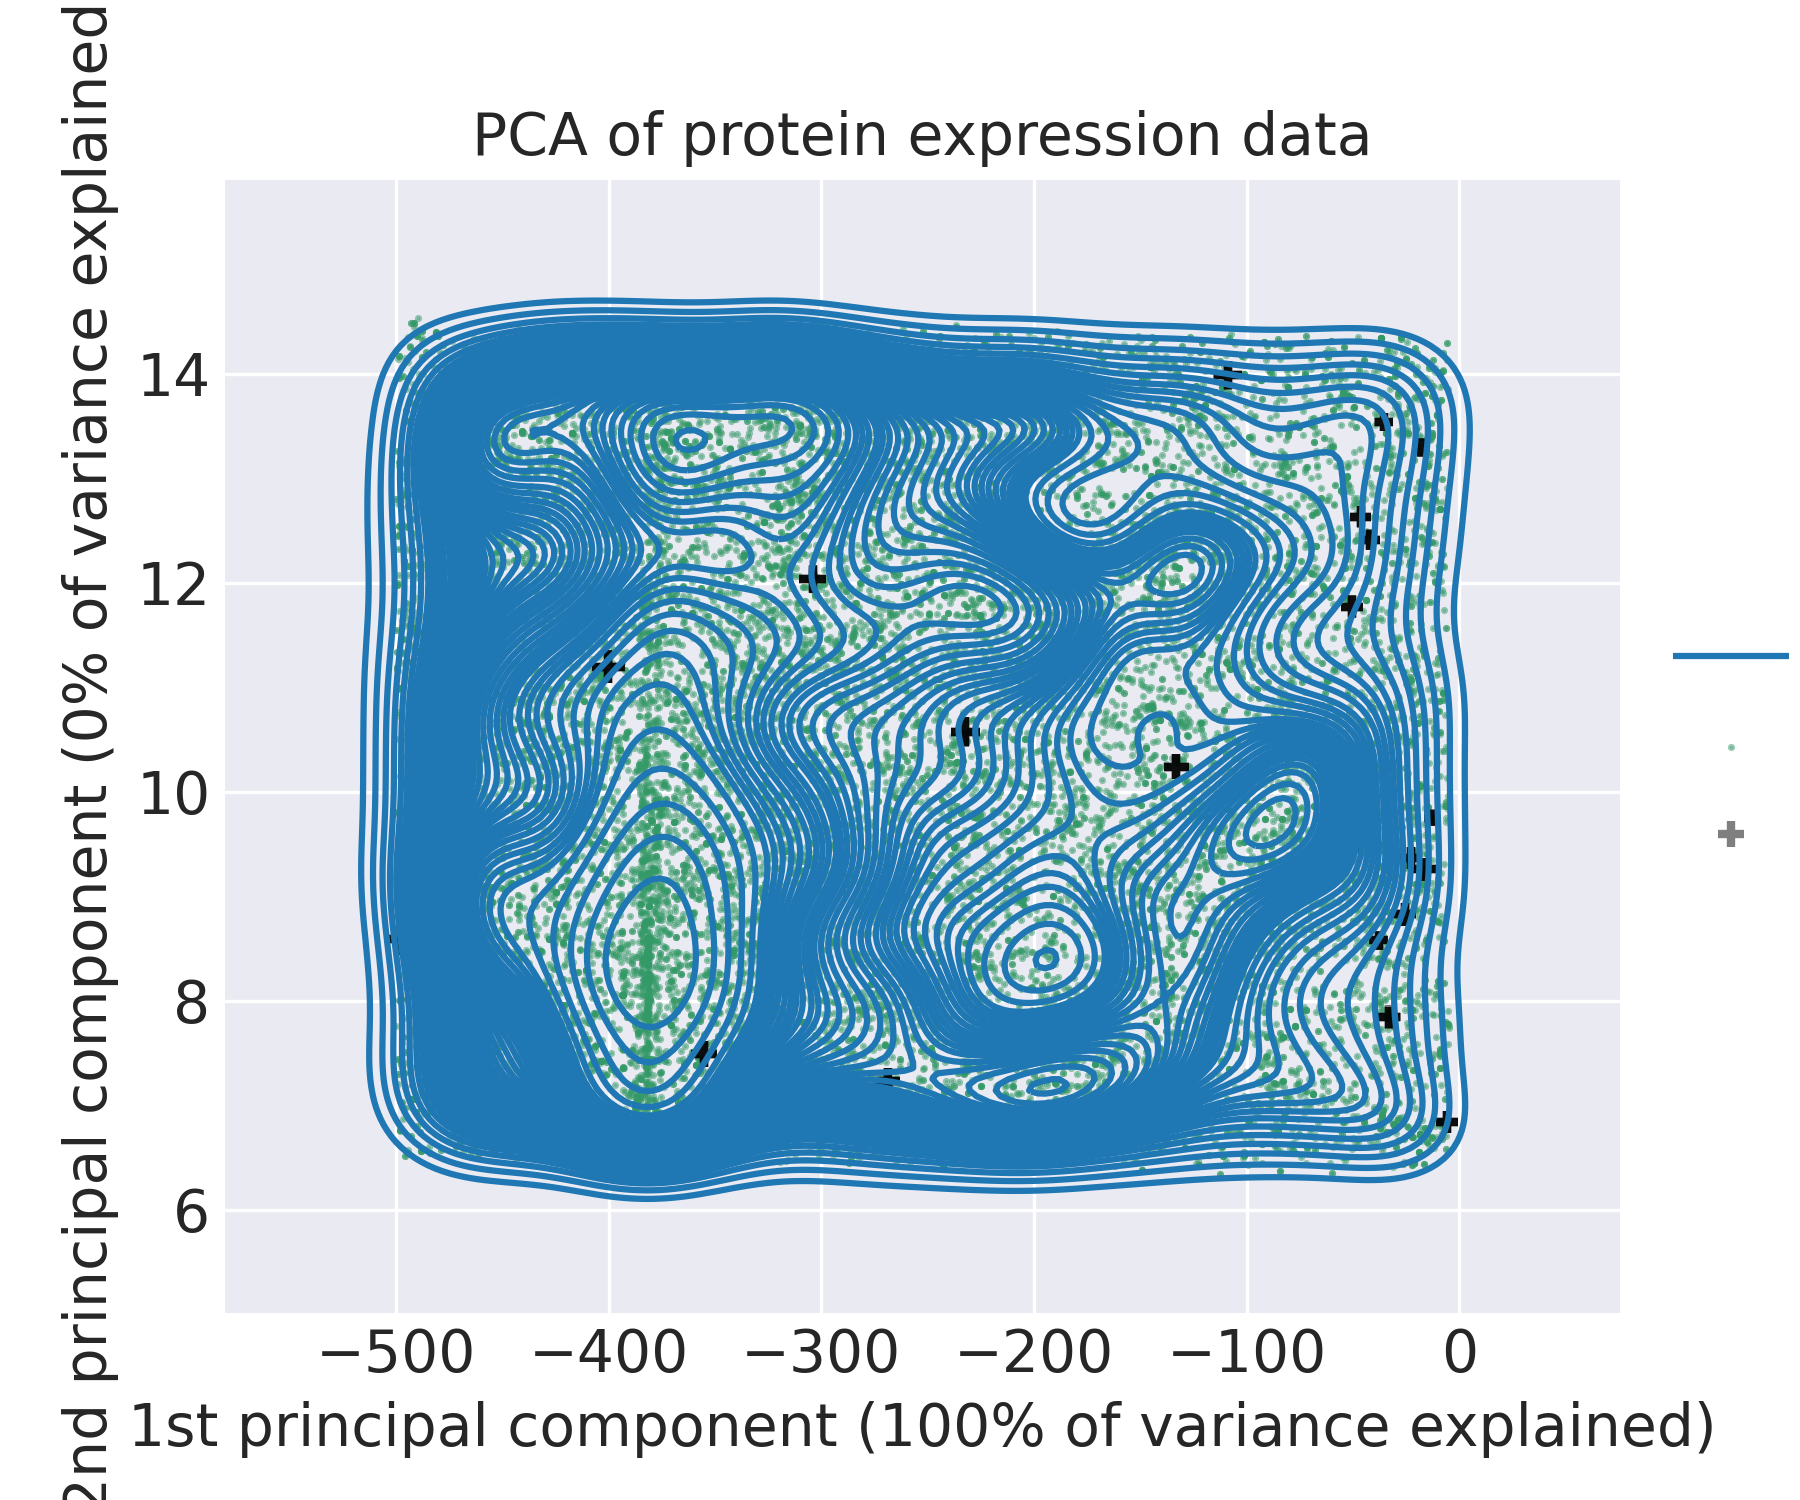 PCA of protein expression data
2nd principal component (0% of variance explained
14
12
10
8
6
−500 −400 −300 −200 −100 0
1st principal component (100% of variance explained)